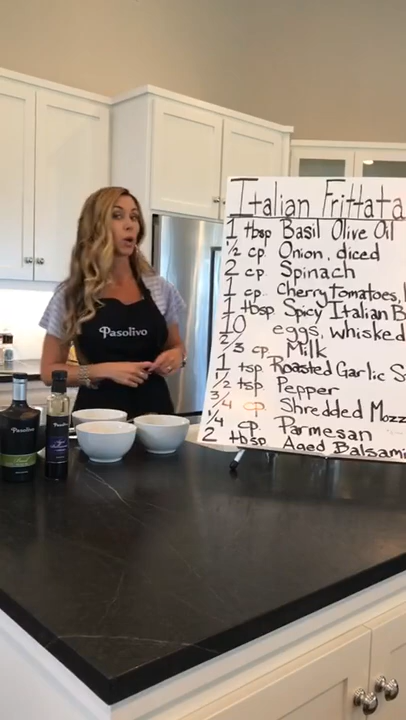 Italian Frittata
1 tbsp Basil Olive Oil
1/2 cp Onion, diced
2 cp Spinach
1 cp Cherry Tomatoes,
1 tbsp Spicy Italian B
10 eggs, whisked
2/3 cp Milk
1 tsp Roasted Garlic S
1/2 tsp Pepper
3/4 cp Shredded Mozz
1/4 cp Parmesan
2 tbsp Aged Balsami
Pasolivo
Pasolivo